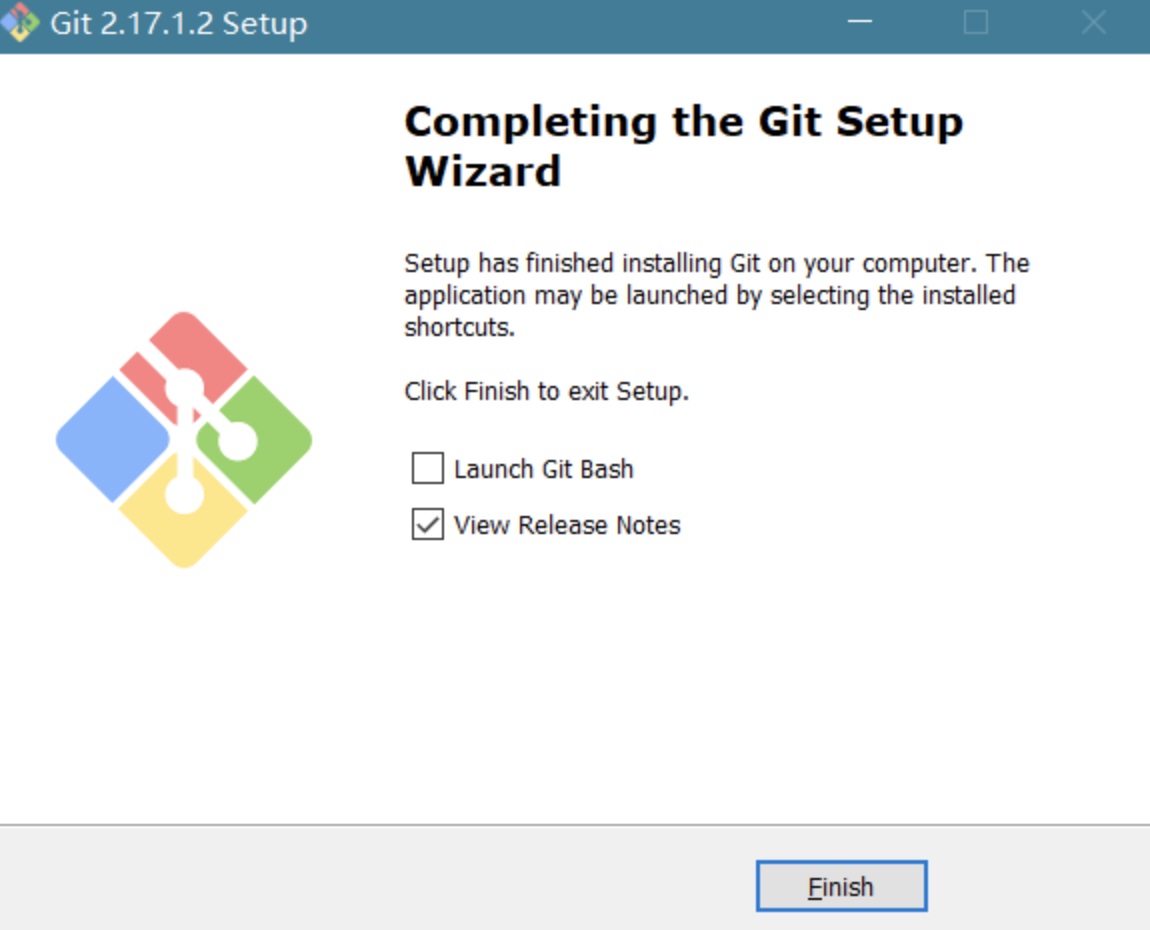 Git 2.17.1.2 Setup
Completing the Git Setup
Wizard
Setup has finished installing Git on your computer. The
application may be launched by selecting the installed
shortcuts.
Click Finish to exit Setup.
Launch Git Bash
View Release Notes
Finish